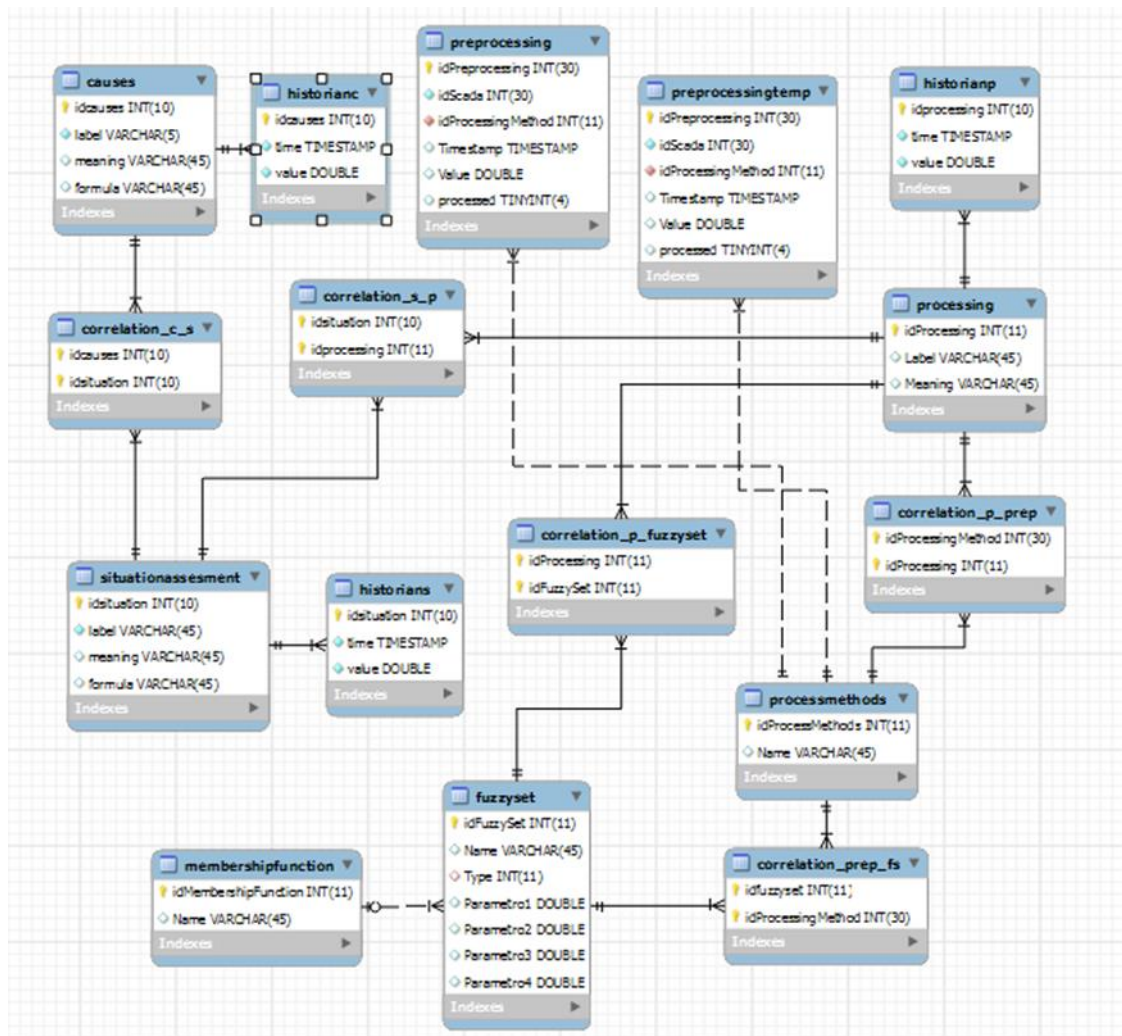 causes
idcauses INT(10)
label VARCHAR(5)
meaning VARCHAR(45)
formula VARCHAR(45)
Indexes
historianc
idcauses INT(10)
time TIMESTAMP
value DOUBLE
Indexes
preprocessing
idPreprocessing INT(30)
idScada INT(30)
idProcessingMethod INT(11)
Timestamp TIMESTAMP
Value DOUBLE
processed TINYINT(4)
Indexes
preprocessingtemp
idPreprocessing INT(30)
idScada INT(30)
idProcessingMethod INT(11)
Timestamp TIMESTAMP
Value DOUBLE
processed TINYINT(4)
Indexes
historianp
idprocessing INT(10)
time TIMESTAMP
value DOUBLE
Indexes
correlation_c_s
idcauses INT(10)
idsituation INT(10)
Indexes
correlation_s_p
idsituation INT(10)
idprocessing INT(11)
Indexes
processing
idProcessing INT(11)
Label VARCHAR(45)
Meaning VARCHAR(45)
Indexes
situationassesment
idsituation INT(10)
label VARCHAR(45)
meaning VARCHAR(45)
formula VARCHAR(45)
Indexes
historians
idsituation INT(10)
time TIMESTAMP
value DOUBLE
Indexes
correlation_p_fuzzyset
idProcessing INT(11)
idFuzzySet INT(11)
Indexes
correlation_p_prep
idProcessingMethod INT(30)
idProcessing INT(11)
Indexes
processmethods
idProcessMethods INT(11)
Name VARCHAR(45)
Indexes
membershipfunction
idMembershipFunction INT(11)
Name VARCHAR(45)
Indexes
fuzzyset
idFuzzySet INT(11)
Name VARCHAR(45)
Type INT(11)
Parametro1 DOUBLE
Parametro2 DOUBLE
Parametro3 DOUBLE
Parametro4 DOUBLE
Indexes
correlation_prep_fs
idfuzzyset INT(11)
idProcessingMethod INT(30)
Indexes